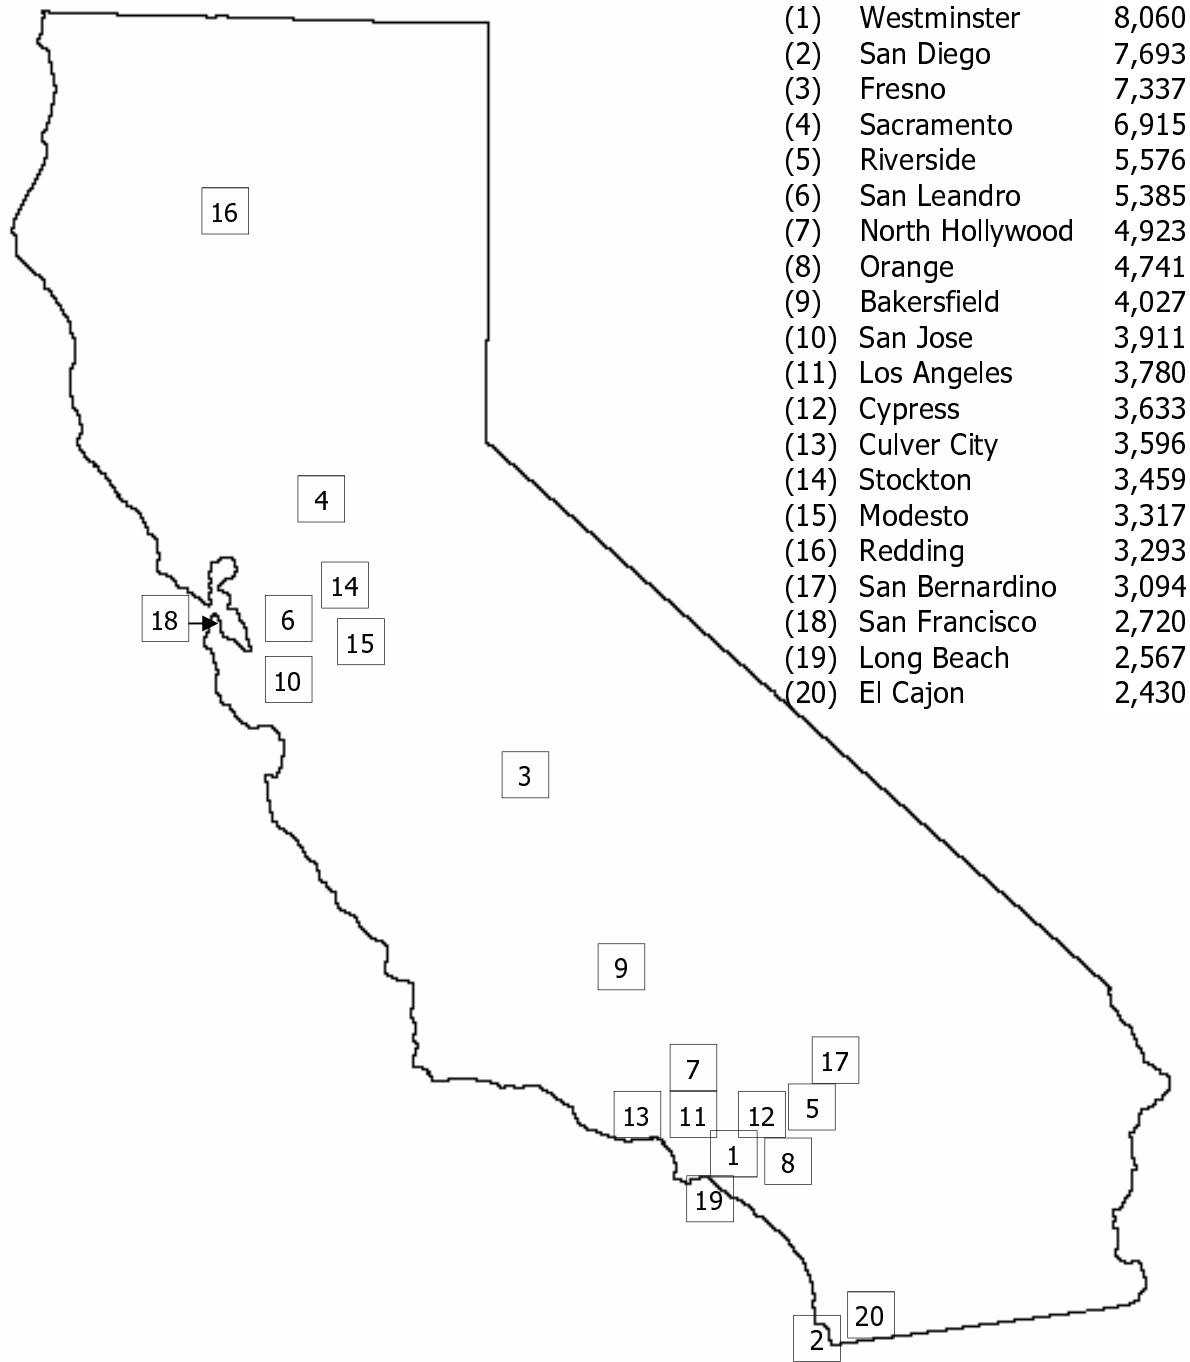 (1) Westminster 8,060
(2) San Diego 7,693
(3) Fresno 7,337
(4) Sacramento 6,915
(5) Riverside 5,576
(6) San Leandro 5,385
(7) North Hollywood 4,923
(8) Orange 4,741
(9) Bakersfield 4,027
(10) San Jose 3,911
(11) Los Angeles 3,780
(12) Cypress 3,633
(13) Culver City 3,596
(14) Stockton 3,459
(15) Modesto 3,317
(16) Redding 3,293
(17) San Bernardino 3,094
(18) San Francisco 2,720
(19) Long Beach 2,567
(20) El Cajon 2,430
16
4
14
18
6
15
10
3
9
17
7
5
13
11
12
1
8
19
20
2